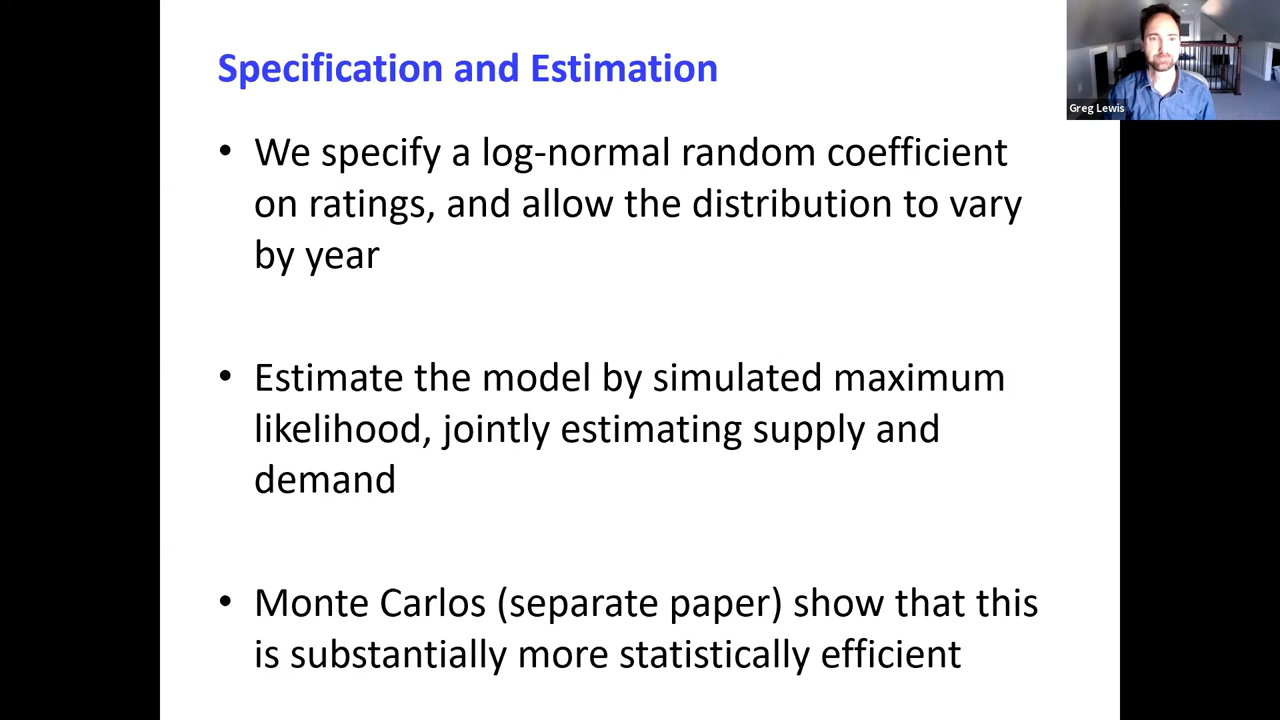 Specification and Estimation
Greg Lewis
• We specify a log-normal random coefficient
on ratings, and allow the distribution to vary
by year
• Estimate the model by simulated maximum
likelihood, jointly estimating supply and
demand
• Monte Carlos (separate paper) show that this
is substantially more statistically efficient